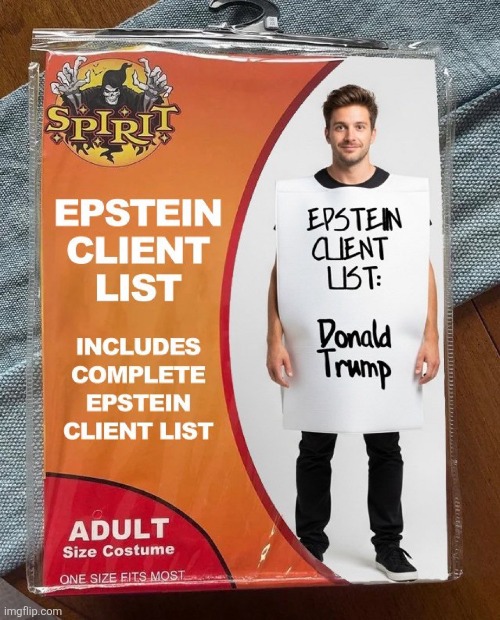 SPIRIT
EPSTEIN
CLIENT
LIST
INCLUDES
COMPLETE
EPSTEIN
CLIENT LIST
ADULT
Size Costume
ONE SIZE FITS MOST
EPSTEIN
CLIENT
LIST:
Donald
Trump
imgflip.com